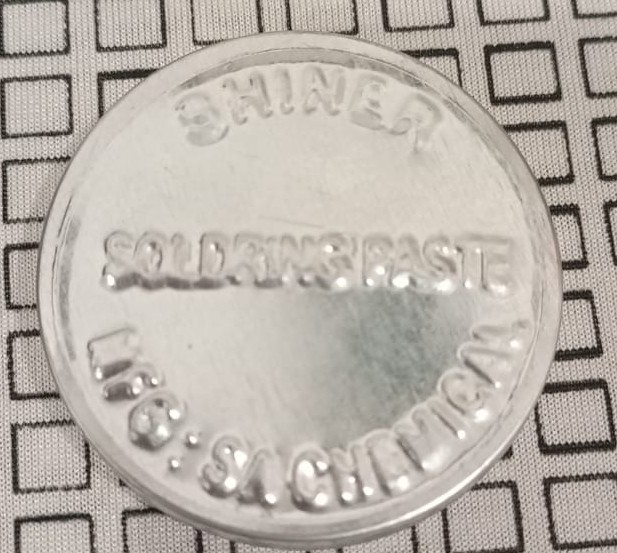 SHINER
SOLDRING PASTE
MFG: SA CHEMICAL